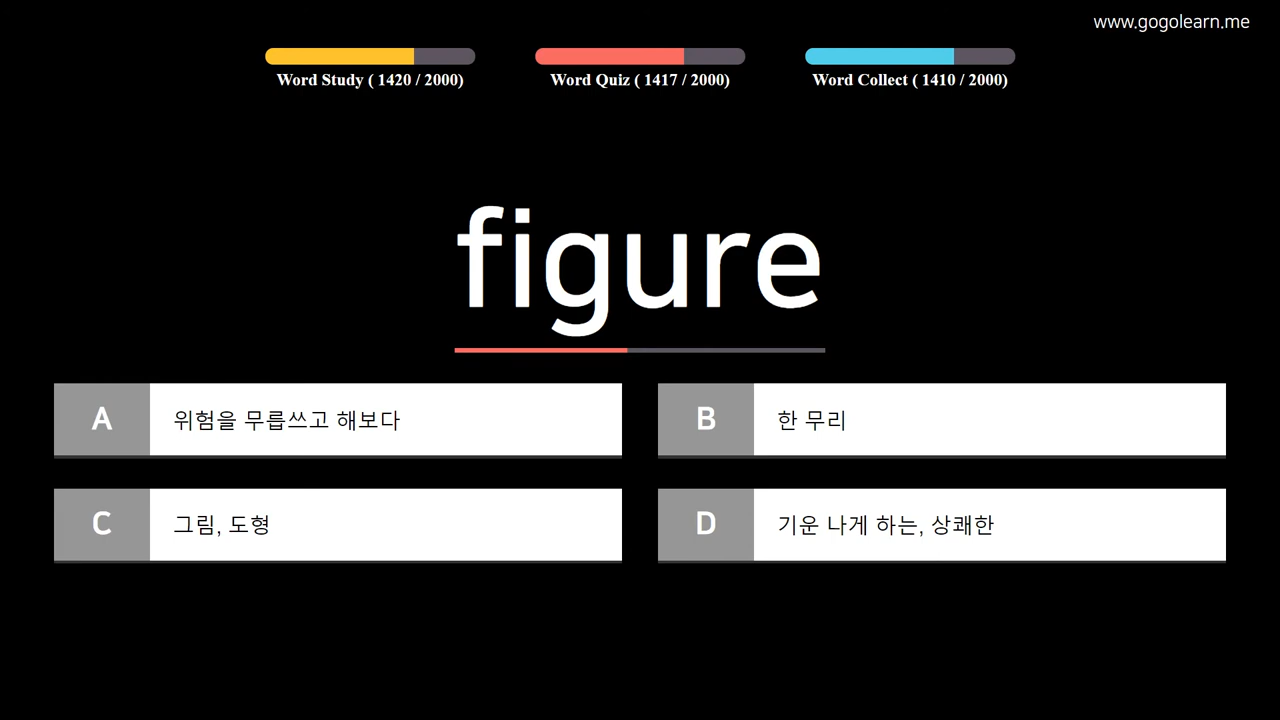 www.gogolearn.me
Word Study ( 1420 / 2000)
Word Quiz ( 1417 / 2000)
Word Collect ( 1410 / 2000)
figure
A 위험을 무릅쓰고 해보다
B 한 무리
C 그림, 도형
D 기운 나게 하는, 상쾌한